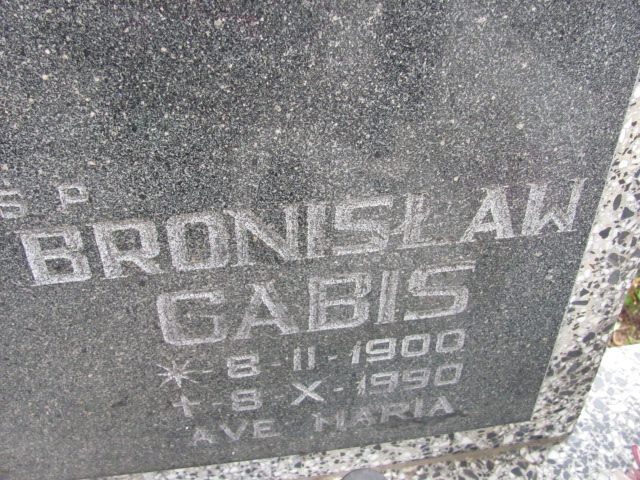 Ś P
BRONISŁAW
GABIS
*-8-II-1900
+-8-X-1990
AVE MARIA